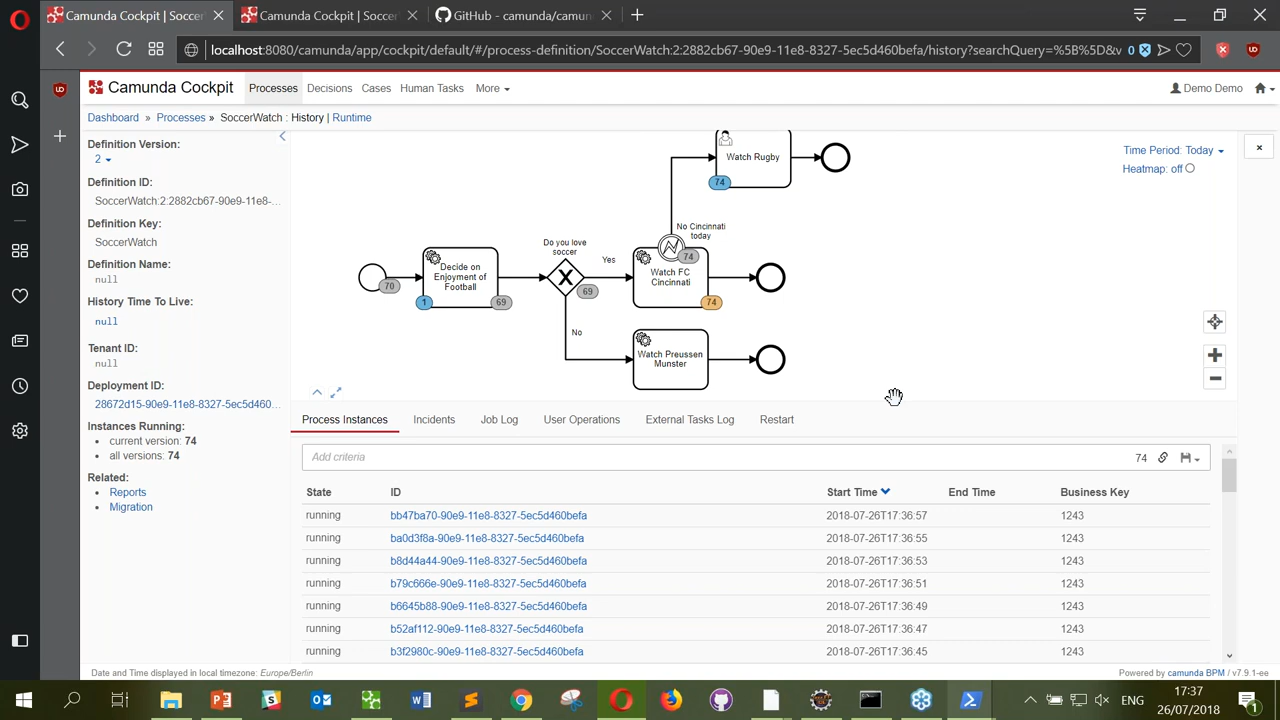 Camunda Cockpit | Soccer
Camunda Cockpit | Soccer
GitHub - camunda/camun
localhost:8080/camunda/app/cockpit/default/#/process-definition/SoccerWatch:2:2882cb67-90e9-11e8-8327-5ec5d460befa/history?searchQuery=%5B%5D&v 0
Camunda Cockpit Processes Decisions Cases Human Tasks More Demo Demo
Dashboard » Processes » SoccerWatch : History | Runtime
Definition Version:
2
Definition ID:
SoccerWatch:2:2882cb67-90e9-11e8-...
Definition Key:
SoccerWatch
Definition Name:
null
History Time To Live:
null
Tenant ID:
null
Deployment ID:
28672d15-90e9-11e8-8327-5ec5d460...
Instances Running:
current version: 74
all versions: 74
Related:
Reports
Migration
Time Period: Today
Heatmap: off
Watch Rugby
74
No Cincinnati
today
74
Do you love
soccer
Yes
No
70
Decide on
Enjoyment of
Football
1
69
X
69
Watch FC
Cincinnati
74
Watch Preussen
Munster
Process Instances Incidents Job Log User Operations External Tasks Log Restart
Add criteria 74
State ID Start Time End Time Business Key
running bb47ba70-90e9-11e8-8327-5ec5d460befa 2018-07-26T17:36:57 1243
running ba0d3f8a-90e9-11e8-8327-5ec5d460befa 2018-07-26T17:36:55 1243
running b8d44a44-90e9-11e8-8327-5ec5d460befa 2018-07-26T17:36:53 1243
running b79c666e-90e9-11e8-8327-5ec5d460befa 2018-07-26T17:36:51 1243
running b6645b88-90e9-11e8-8327-5ec5d460befa 2018-07-26T17:36:49 1243
running b52af112-90e9-11e8-8327-5ec5d460befa 2018-07-26T17:36:47 1243
running b3f2980c-90e9-11e8-8327-5ec5d460befa 2018-07-26T17:36:45 1243
Date and Time displayed in local timezone: Europe/Berlin
Powered by camunda BPM / v7.9.1-ee
ENG
17:37
26/07/2018
1